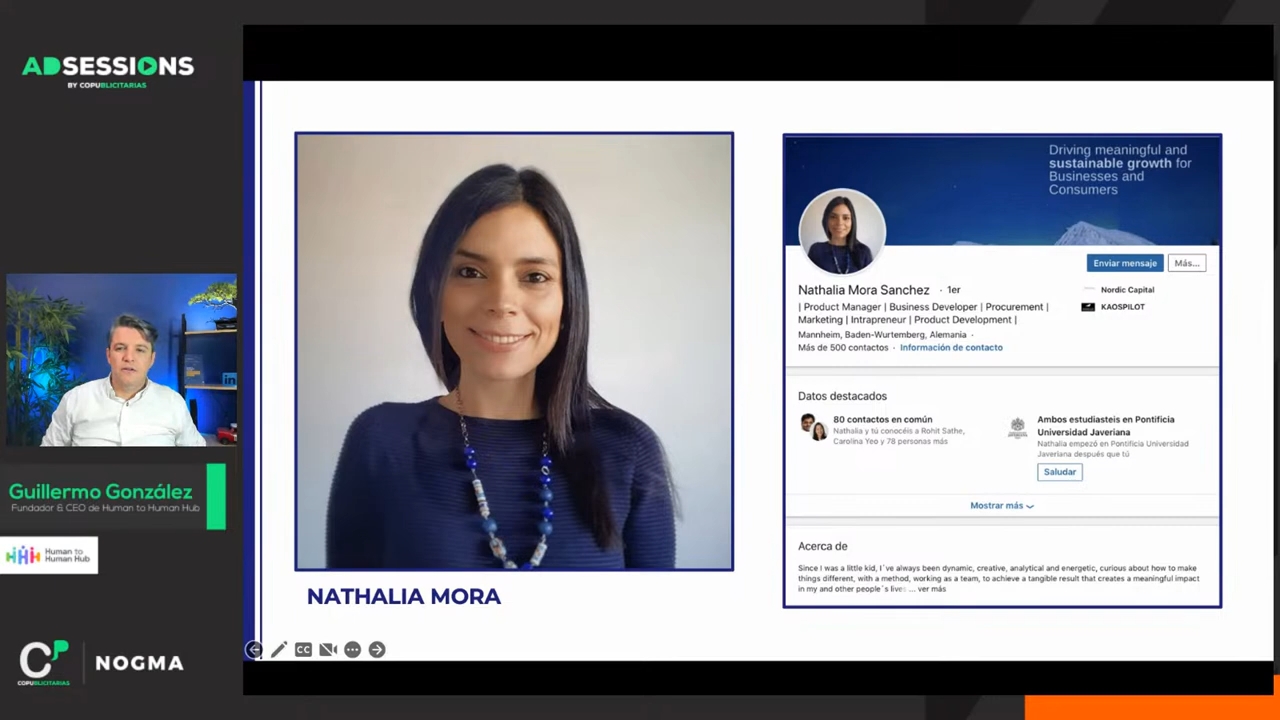 ADSESSIONS
BY COPUBLICITARIAS
Guillermo González
Fundador & CEO de Human to Human Hub
Human to
Human Hub
CP
COPUBLICITARIAS
NOGMA
NATHALIA MORA
Driving meaningful and
sustainable growth for
Businesses and
Consumers
Enviar mensaje
Más...
Nathalia Mora Sanchez · 1er
| Product Manager | Business Developer | Procurement |
Marketing | Intrapreneur | Product Development |
Mannheim, Baden-Wurtemberg, Alemania ·
Más de 500 contactos · Información de contacto
Nordic Capital
KAOSPILOT
Datos destacados
80 contactos en común
Nathalia y tú conocéis a Rohit Sathe,
Carolina Yeo y 78 personas más
Ambos estudiasteis en Pontificia
Universidad Javeriana
Nathalia empezó en Pontificia Universidad
Javeriana después que tú
Saludar
Mostrar más
Acerca de
Since I was a little kid, I´ve always been dynamic, creative, analytical and energetic, curious about how to make
things different, with a method, working as a team, to achieve a tangible result that creates a meaningful impact
in my and other people´s lives ... ver más
CC
in